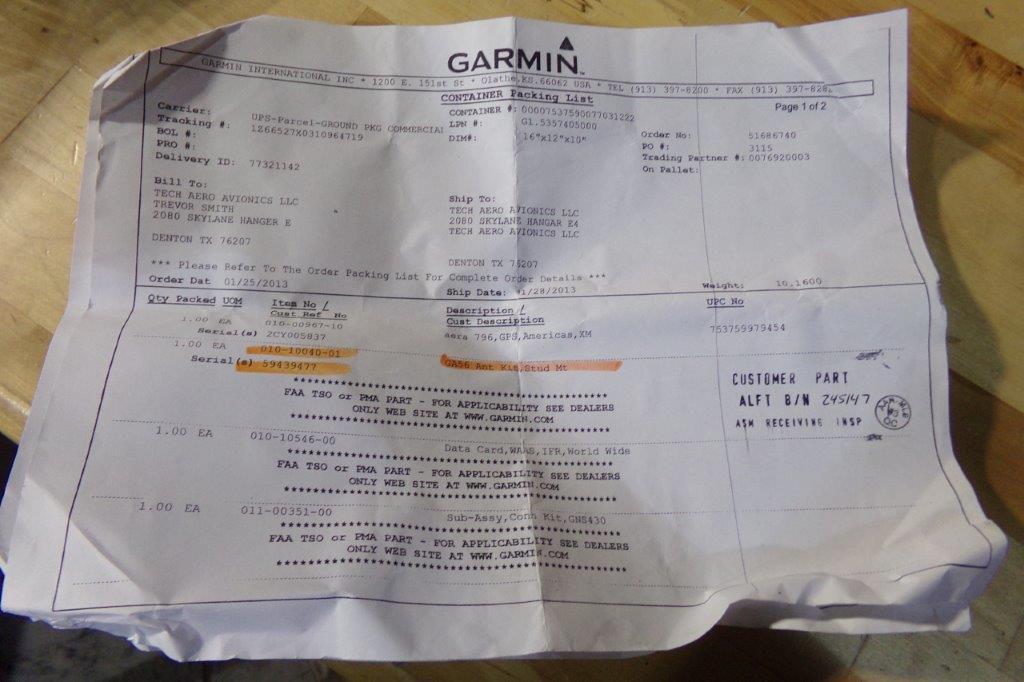 GARMIN
GARMIN INTERNATIONAL INC * 1200 E. 151st St * Olathe, KS.66062 USA * TEL (913) 397-8200 * FAX (913) 397-828
CONTAINER Packing List
Page 1 of 2
Carrier: UPS-Parcel-GROUND PKG COMMERCIAL
Tracking #: 1Z66527X0310964719
BOL #:
PRO #:
Delivery ID: 77321142
CONTAINER #: 00007537590077031222
LPN #: G1.5357405000
DIM#: 16"x12"x10"
Order No: 51686740
PO #: 3115
Trading Partner #: 0076920003
On Pallet:
Bill To:
TECH AERO AVIONICS LLC
TREVOR SMITH
2080 SKYLANE HANGER E
DENTON TX 76207
Ship To:
TECH AERO AVIONICS LLC
2080 SKYLANE HANGAR E4
TECH AERO AVIONICS LLC
DENTON TX 76207
*** Please Refer To The Order Packing List For Complete Order Details ***
Order Dat 01/25/2013
Ship Date: 1/28/2013
Weight: 10.1600
Qty Packed UOM Item No / Description / UPC No
Cust Ref No Cust Description
1.00 EA 010-00967-10 aera 796,GPS,Americas,XM 753759979454
Serial(s) 2CY005937
1.00 EA 010-10040-01
Serial(s) 59439477 GA56 Ant Kit,Stud Mt
************************************************
FAA TSO or PMA PART - FOR APPLICABILITY SEE DEALERS
ONLY WEB SITE AT WWW.GARMIN.COM
************************************************
CUSTOMER PART
ALFT B/N 245147
ASM RECEIVING INSP
1.00 EA 010-10546-00 Data Card,WAAS,IFR,World Wide
************************************************
FAA TSO or PMA PART - FOR APPLICABILITY SEE DEALERS
ONLY WEB SITE AT WWW.GARMIN.COM
************************************************
1.00 EA 011-00351-00 Sub-Assy,Conn Kit,GNS430
************************************************
FAA TSO or PMA PART - FOR APPLICABILITY SEE DEALERS
ONLY WEB SITE AT WWW.GARMIN.COM
************************************************